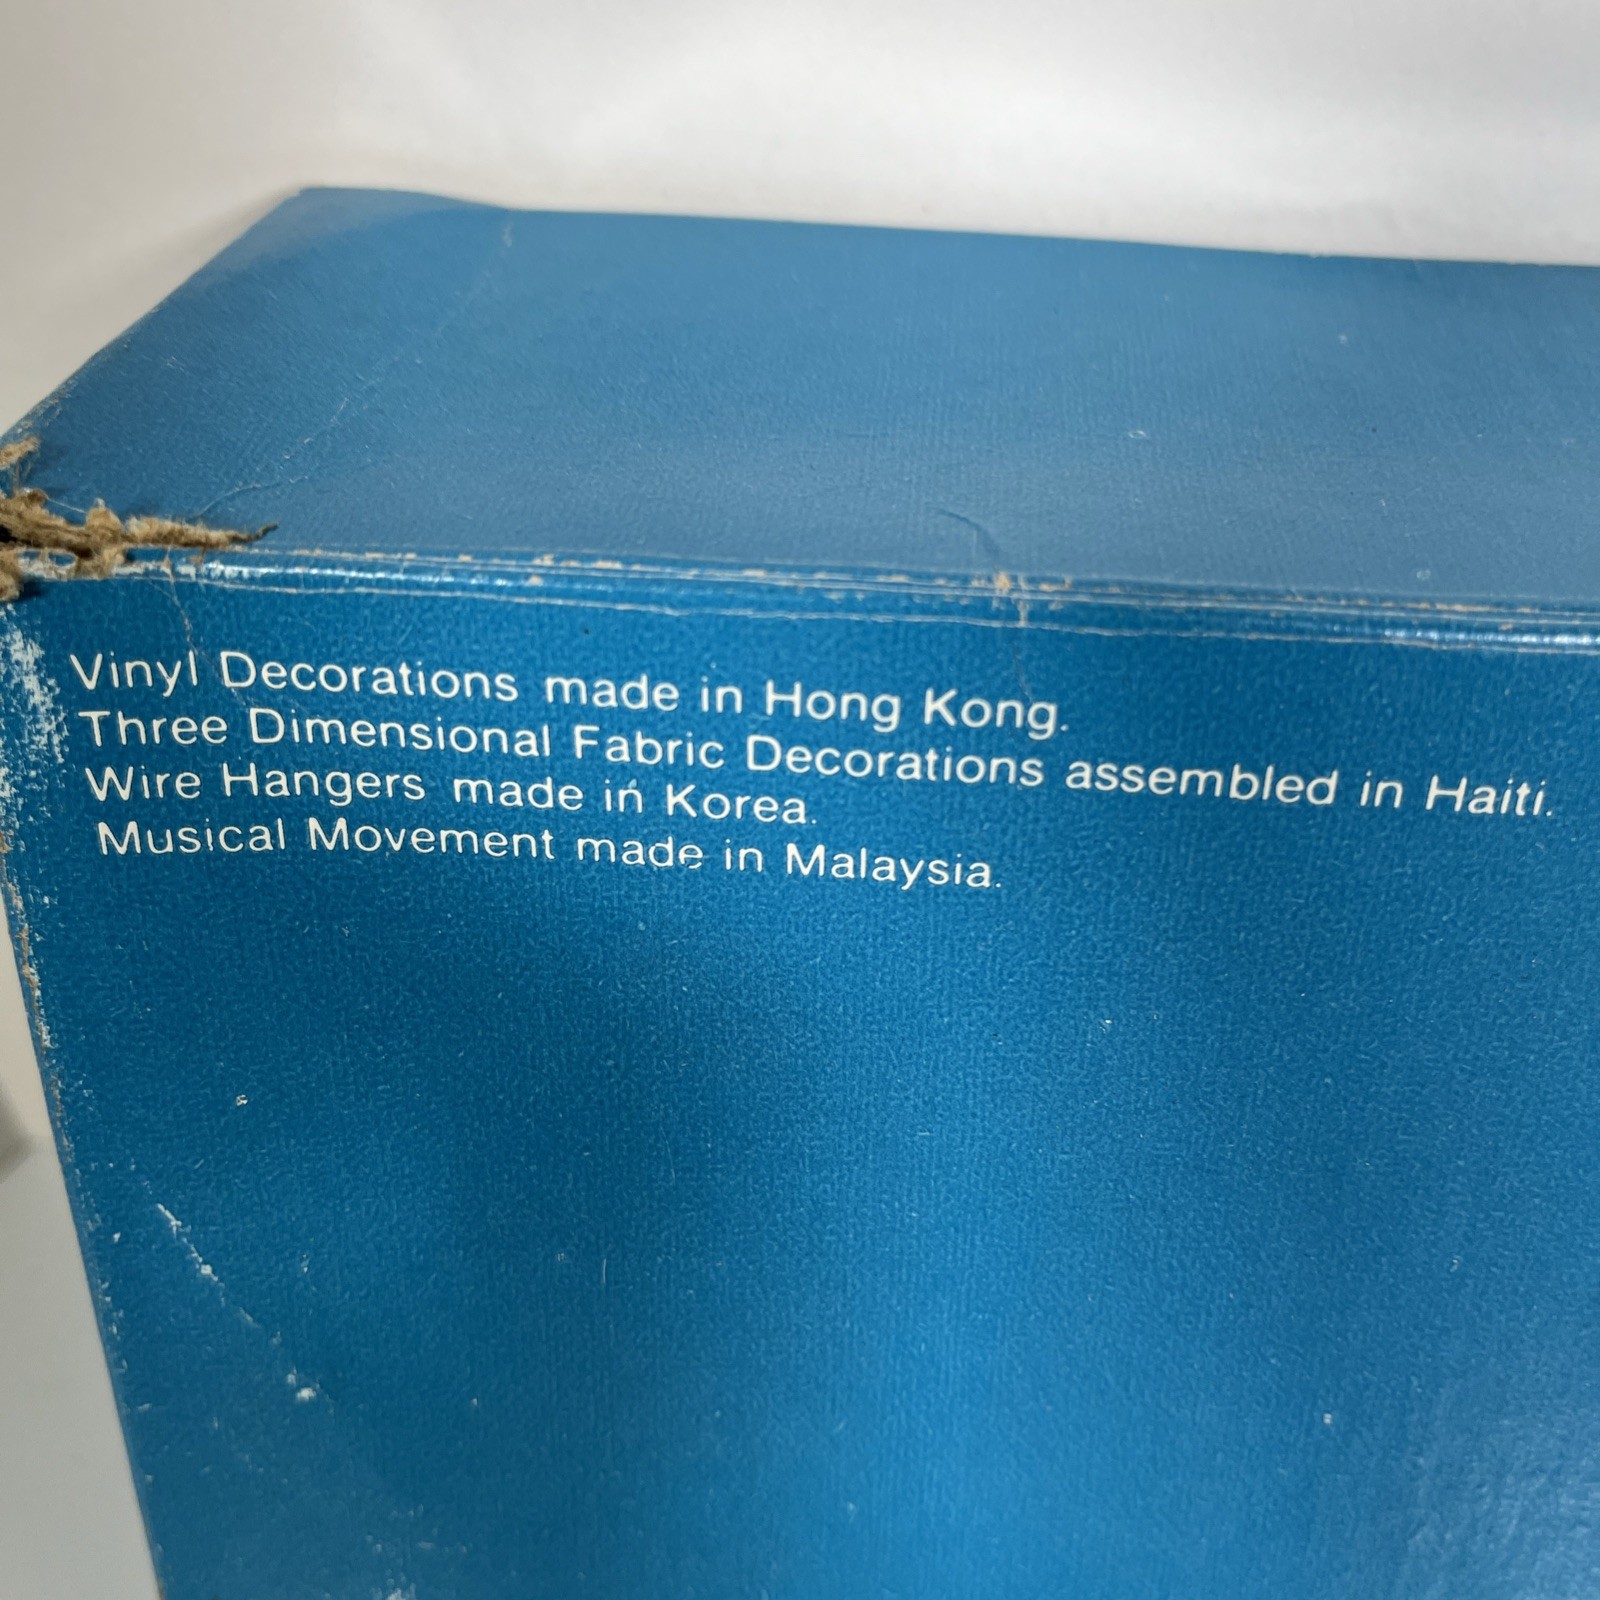 Vinyl Decorations made in Hong Kong.
Three Dimensional Fabric Decorations assembled in Haiti.
Wire Hangers made in Korea.
Musical Movement made in Malaysia.